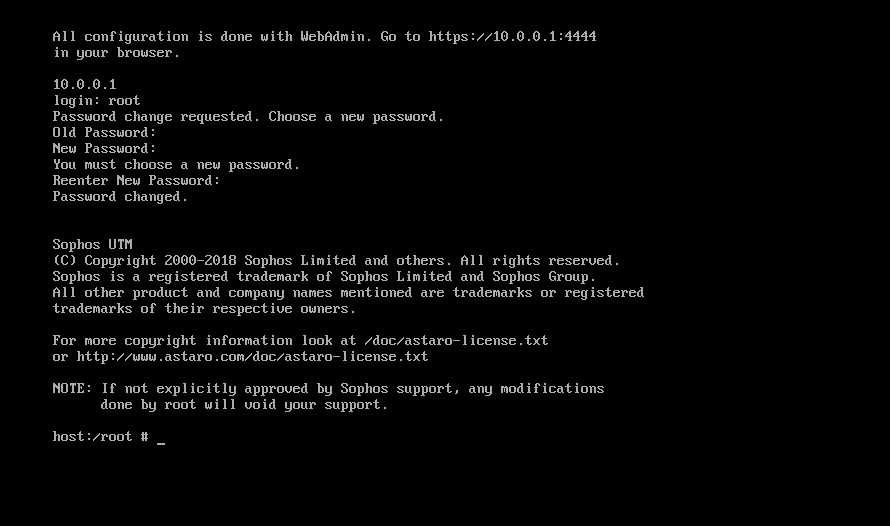 All configuration is done with WebAdmin. Go to https://10.0.0.1:4444
in your browser.
10.0.0.1
login: root
Password change requested. Choose a new password.
Old Password:
New Password:
You must choose a new password.
Reenter New Password:
Password changed.
Sophos UTM
(C) Copyright 2000-2018 Sophos Limited and others. All rights reserved.
Sophos is a registered trademark of Sophos Limited and Sophos Group.
All other product and company names mentioned are trademarks or registered
trademarks of their respective owners.
For more copyright information look at /doc/astaro-license.txt
or http://www.astaro.com/doc/astaro-license.txt
NOTE: If not explicitly approved by Sophos support, any modifications
done by root will void your support.
host:/root # _